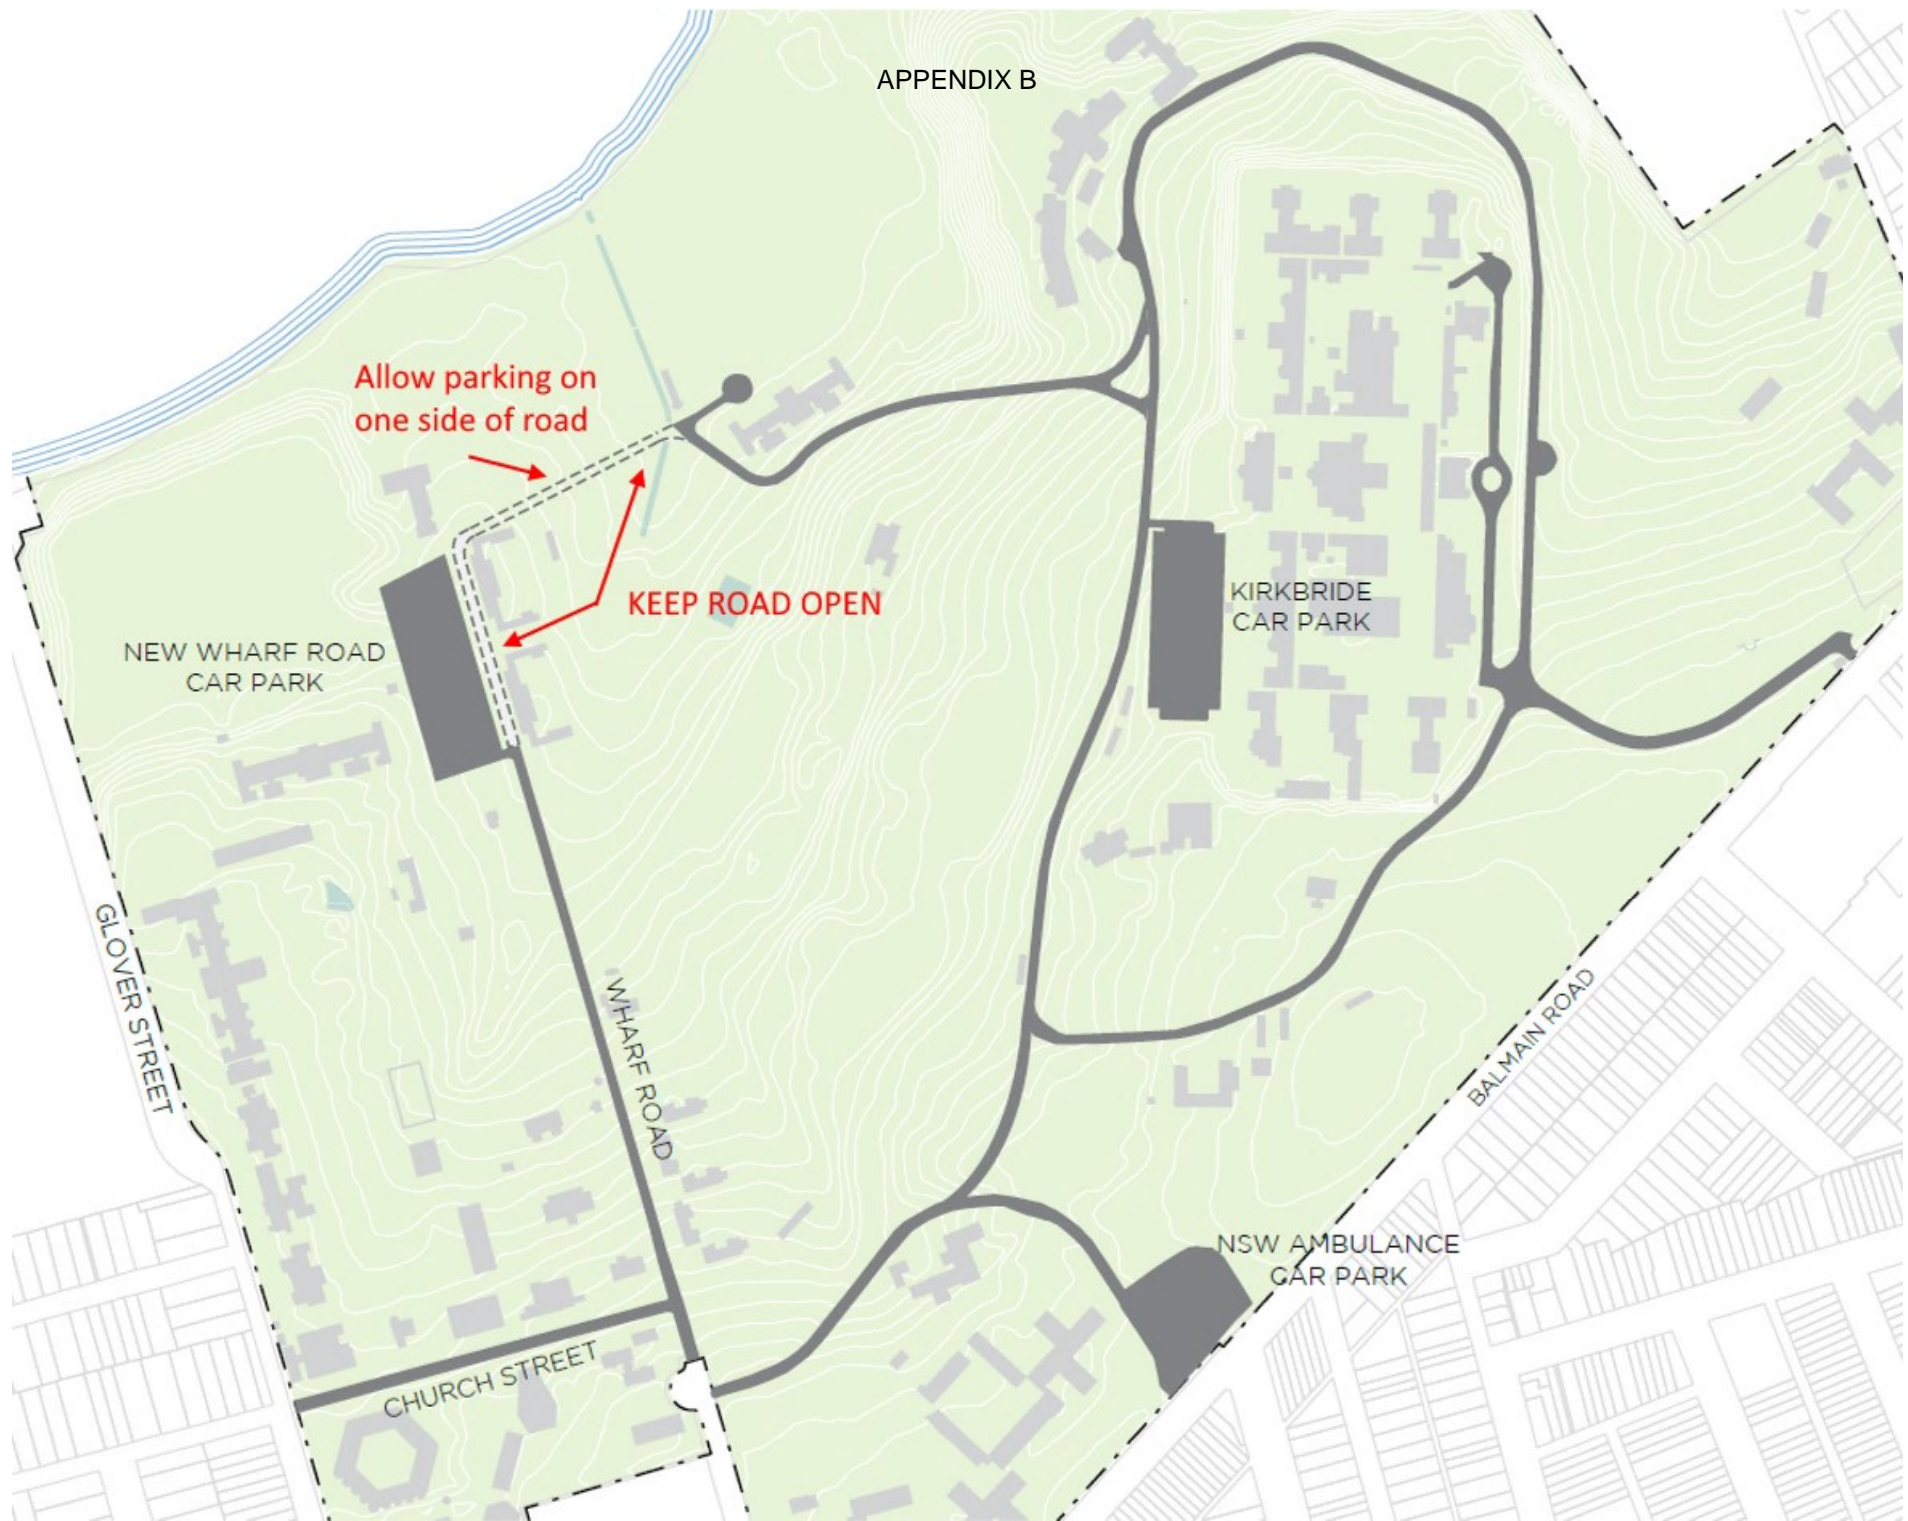 APPENDIX B
Allow parking on
one side of road
KEEP ROAD OPEN
KIRKBRIDE
CAR PARK
NEW WHARF ROAD
CAR PARK
GLOVER STREET
WHARF ROAD
BALMAIN ROAD
NSW AMBULANCE
CAR PARK
CHURCH STREET